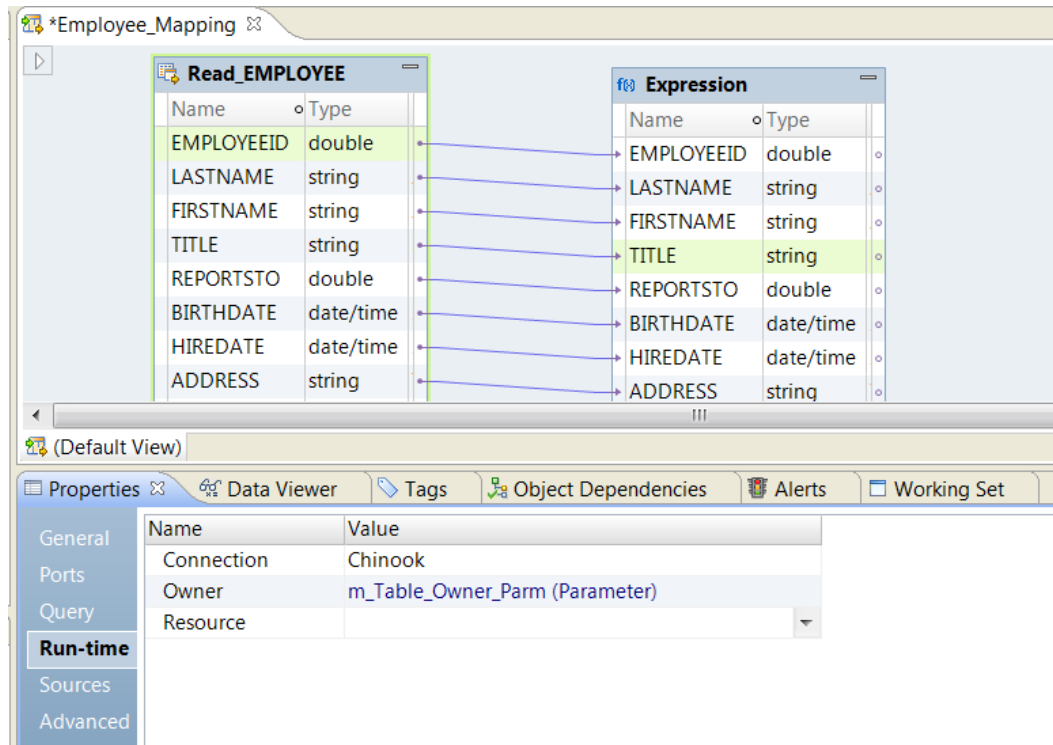 *Employee_Mapping
Read_EMPLOYEE
Name Type
EMPLOYEEID double
LASTNAME string
FIRSTNAME string
TITLE string
REPORTSTO double
BIRTHDATE date/time
HIREDATE date/time
ADDRESS string
f(x) Expression
Name Type
EMPLOYEEID double
LASTNAME string
FIRSTNAME string
TITLE string
REPORTSTO double
BIRTHDATE date/time
HIREDATE date/time
ADDRESS string
(Default View)
Properties Data Viewer Tags Object Dependencies Alerts Working Set
General
Ports
Query
Run-time
Sources
Advanced
Name Value
Connection Chinook
Owner m_Table_Owner_Parm (Parameter)
Resource